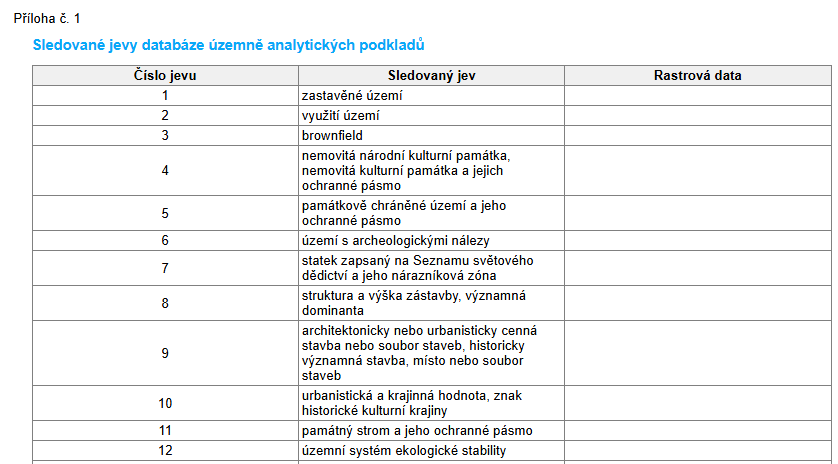 Příloha č. 1
Sledované jevy databáze územně analytických podkladů
Číslo jevu Sledovaný jev Rastrová data
1 zastavěné území
2 využití území
3 brownfield
4 nemovitá národní kulturní památka,
nemovitá kulturní památka a jejich
ochranné pásmo
5 památkově chráněné území a jeho
ochranné pásmo
6 území s archeologickými nálezy
7 statek zapsaný na Seznamu světového
dědictví a jeho nárazníková zóna
8 struktura a výška zástavby, významná
dominanta
9 architektonicky nebo urbanisticky cenná
stavba nebo soubor staveb, historicky
významná stavba, místo nebo soubor
staveb
10 urbanistická a krajinná hodnota, znak
historické kulturní krajiny
11 památný strom a jeho ochranné pásmo
12 územní systém ekologické stability